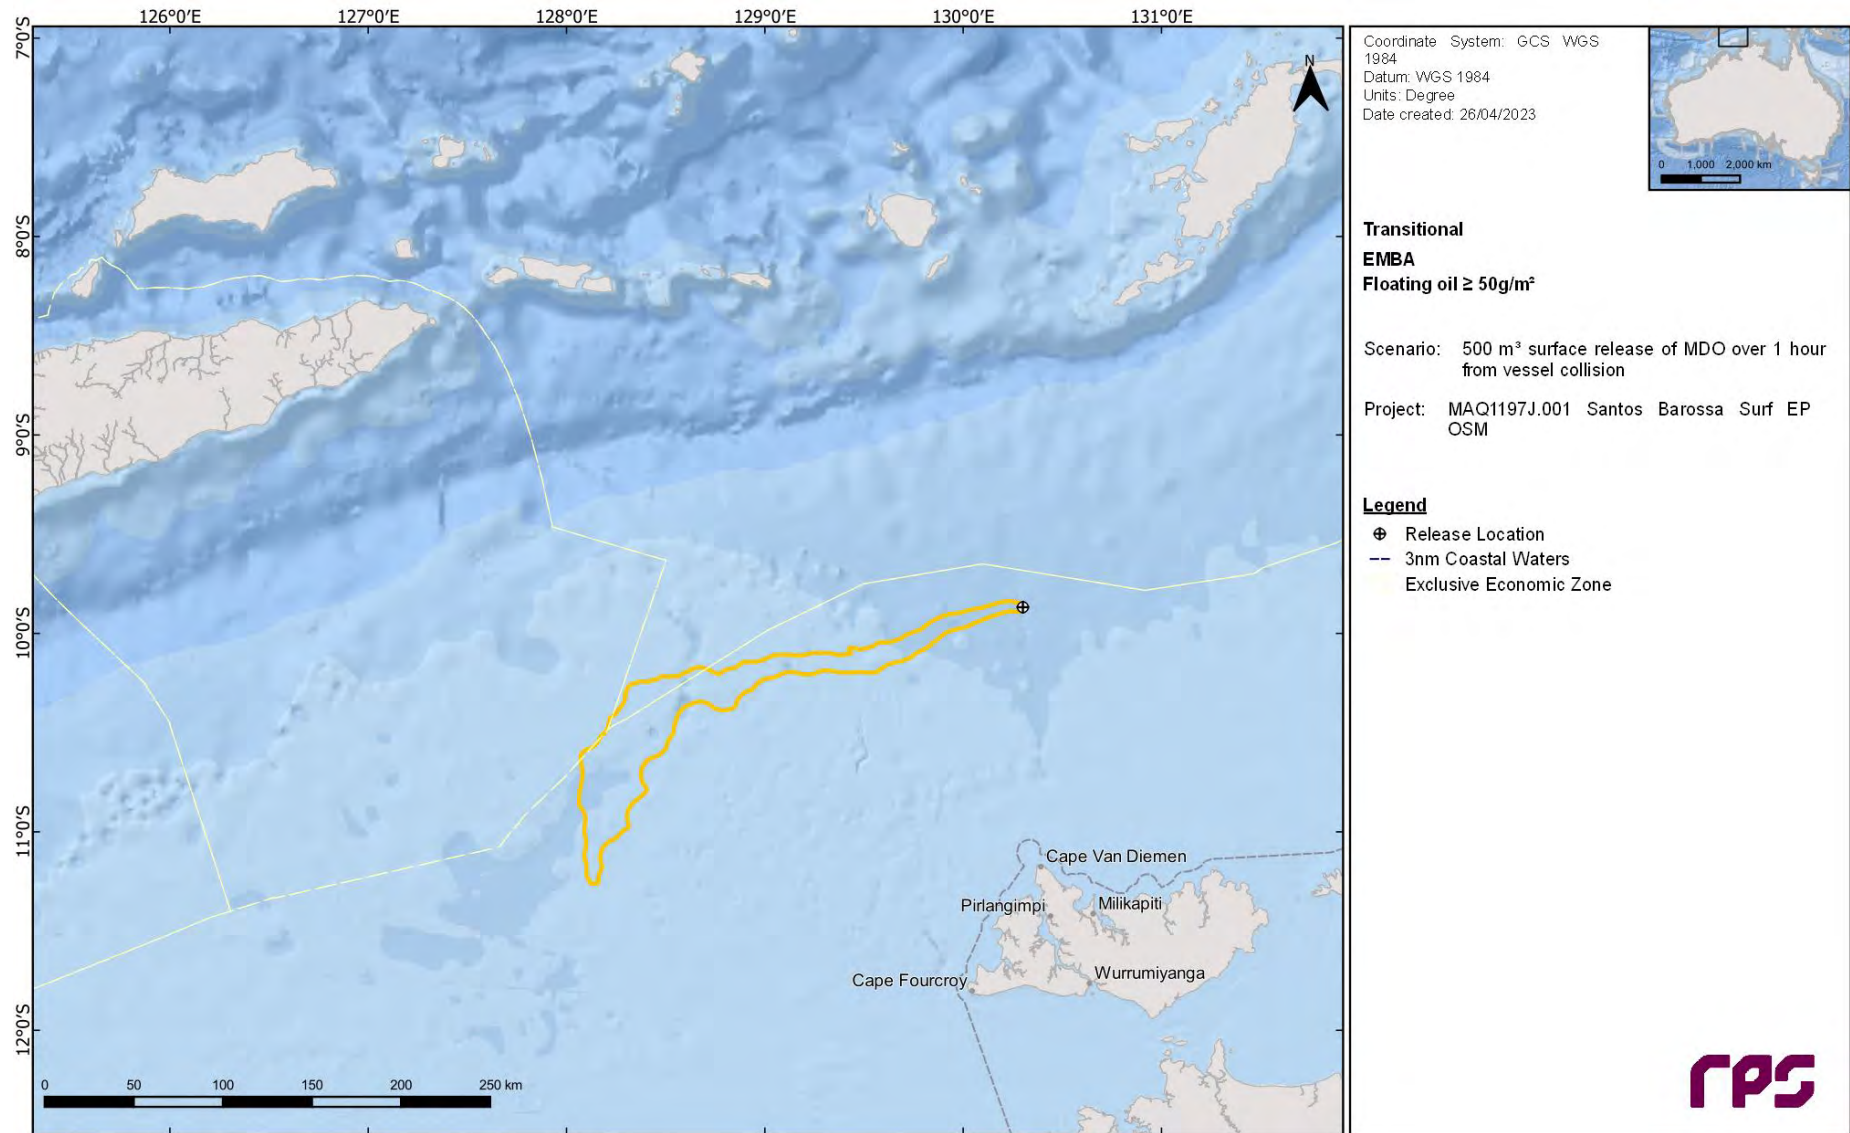 126°0'E 127°0'E 128°0'E 129°0'E 130°0'E 131°0'E
7°0'S
8°0'S
9°0'S
10°0'S
11°0'S
12°0'S
N
Cape Van Diemen
Pirlangimpi
Milikapiti
Cape Fourcroy
Wurrumiyanga
0 50 100 150 200 250 km
Coordinate System: GCS WGS
1984
Datum: WGS 1984
Units: Degree
Date created: 26/04/2023
0 1,000 2,000 km
Transitional
EMBA
Floating oil ≥ 50g/m²
Scenario: 500 m³ surface release of MDO over 1 hour
from vessel collision
Project: MAQ1197J.001 Santos Barossa Surf EP
OSM
Legend
Release Location
3nm Coastal Waters
Exclusive Economic Zone
rps